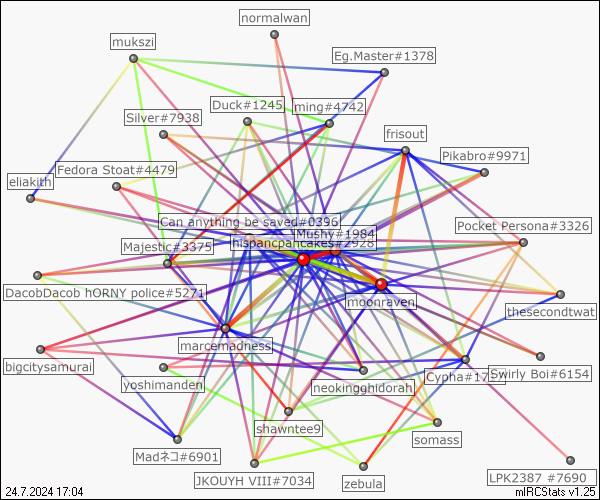 normalwan
mukszi
Eg.Master#1378
Duck#1245
ming#4742
Silver#7938
frisout
Pikabro#9971
Fedora Stoat#4479
eliakith
Can anything be saved#0396
Pocket Persona#3326
Mushy#1984
Majestic#3375
hispancpancakes#2928
DacobDacob hORNY police#5271
moonraven
thesecondtwat
marcemadness
bigcitysamurai
yoshimanden
neokingghidorah
Swirly Boi#6154
shawntee9
somass
Madネコ#6901
JKOUYH VIII#7034
zebula
LPK2387 #7690
24.7.2024 17:04
mIRCStats v1.25